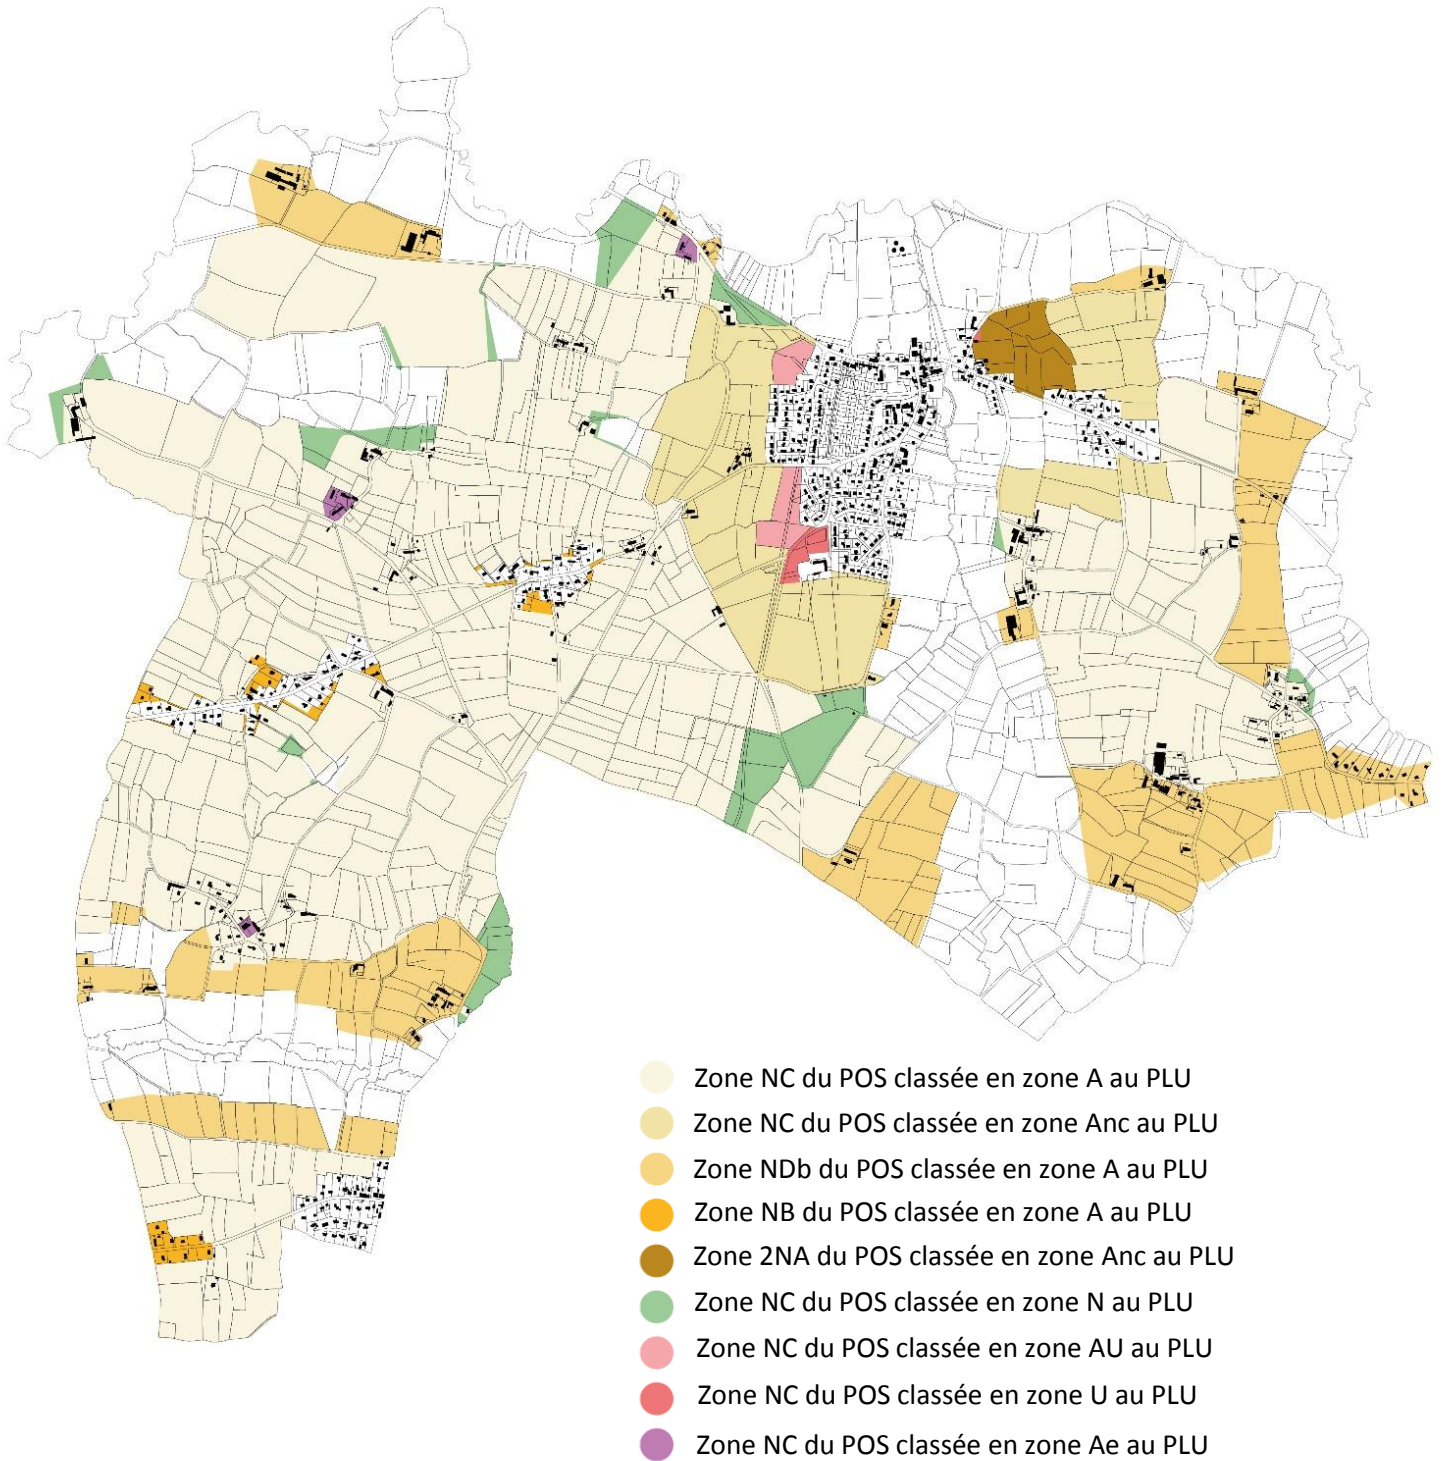 Zone NC du POS classée en zone A au PLU
Zone NC du POS classée en zone Anc au PLU
Zone NDb du POS classée en zone A au PLU
Zone NB du POS classée en zone A au PLU
Zone 2NA du POS classée en zone Anc au PLU
Zone NC du POS classée en zone N au PLU
Zone NC du POS classée en zone AU au PLU
Zone NC du POS classée en zone U au PLU
Zone NC du POS classée en zone Ae au PLU